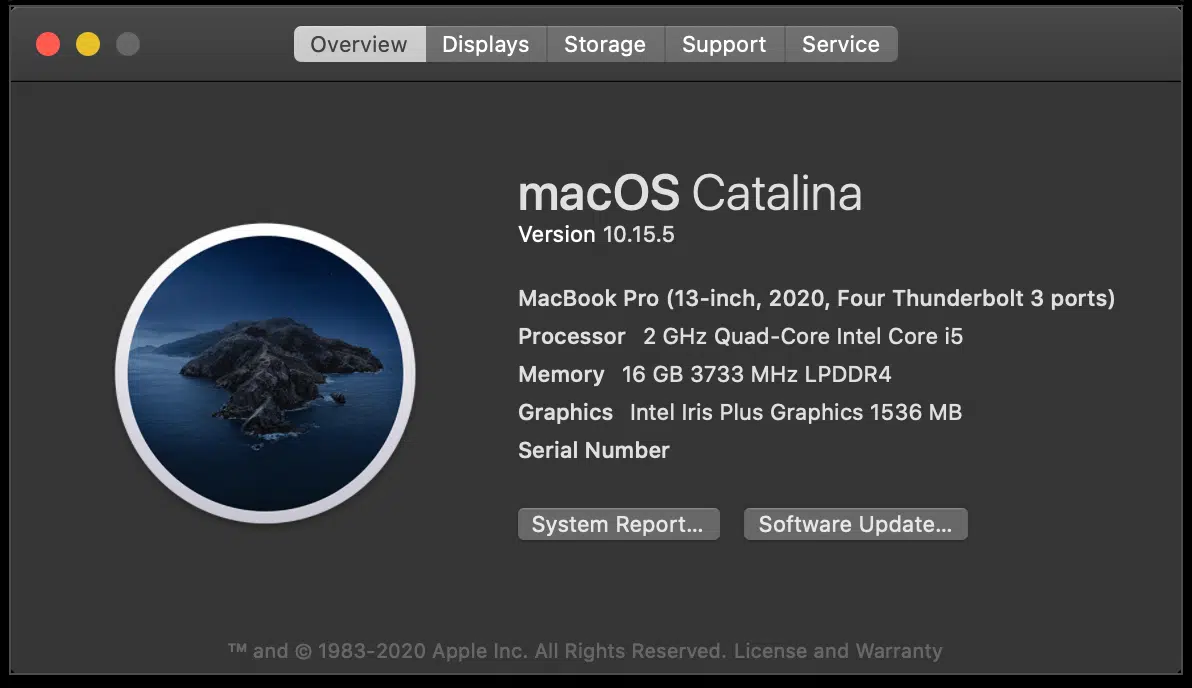 Overview Displays Storage Support Service
macOS Catalina
Version 10.15.5
MacBook Pro (13-inch, 2020, Four Thunderbolt 3 ports)
Processor 2 GHz Quad-Core Intel Core i5
Memory 16 GB 3733 MHz LPDDR4
Graphics Intel Iris Plus Graphics 1536 MB
Serial Number
System Report... Software Update...
™ and © 1983-2020 Apple Inc. All Rights Reserved. License and Warranty